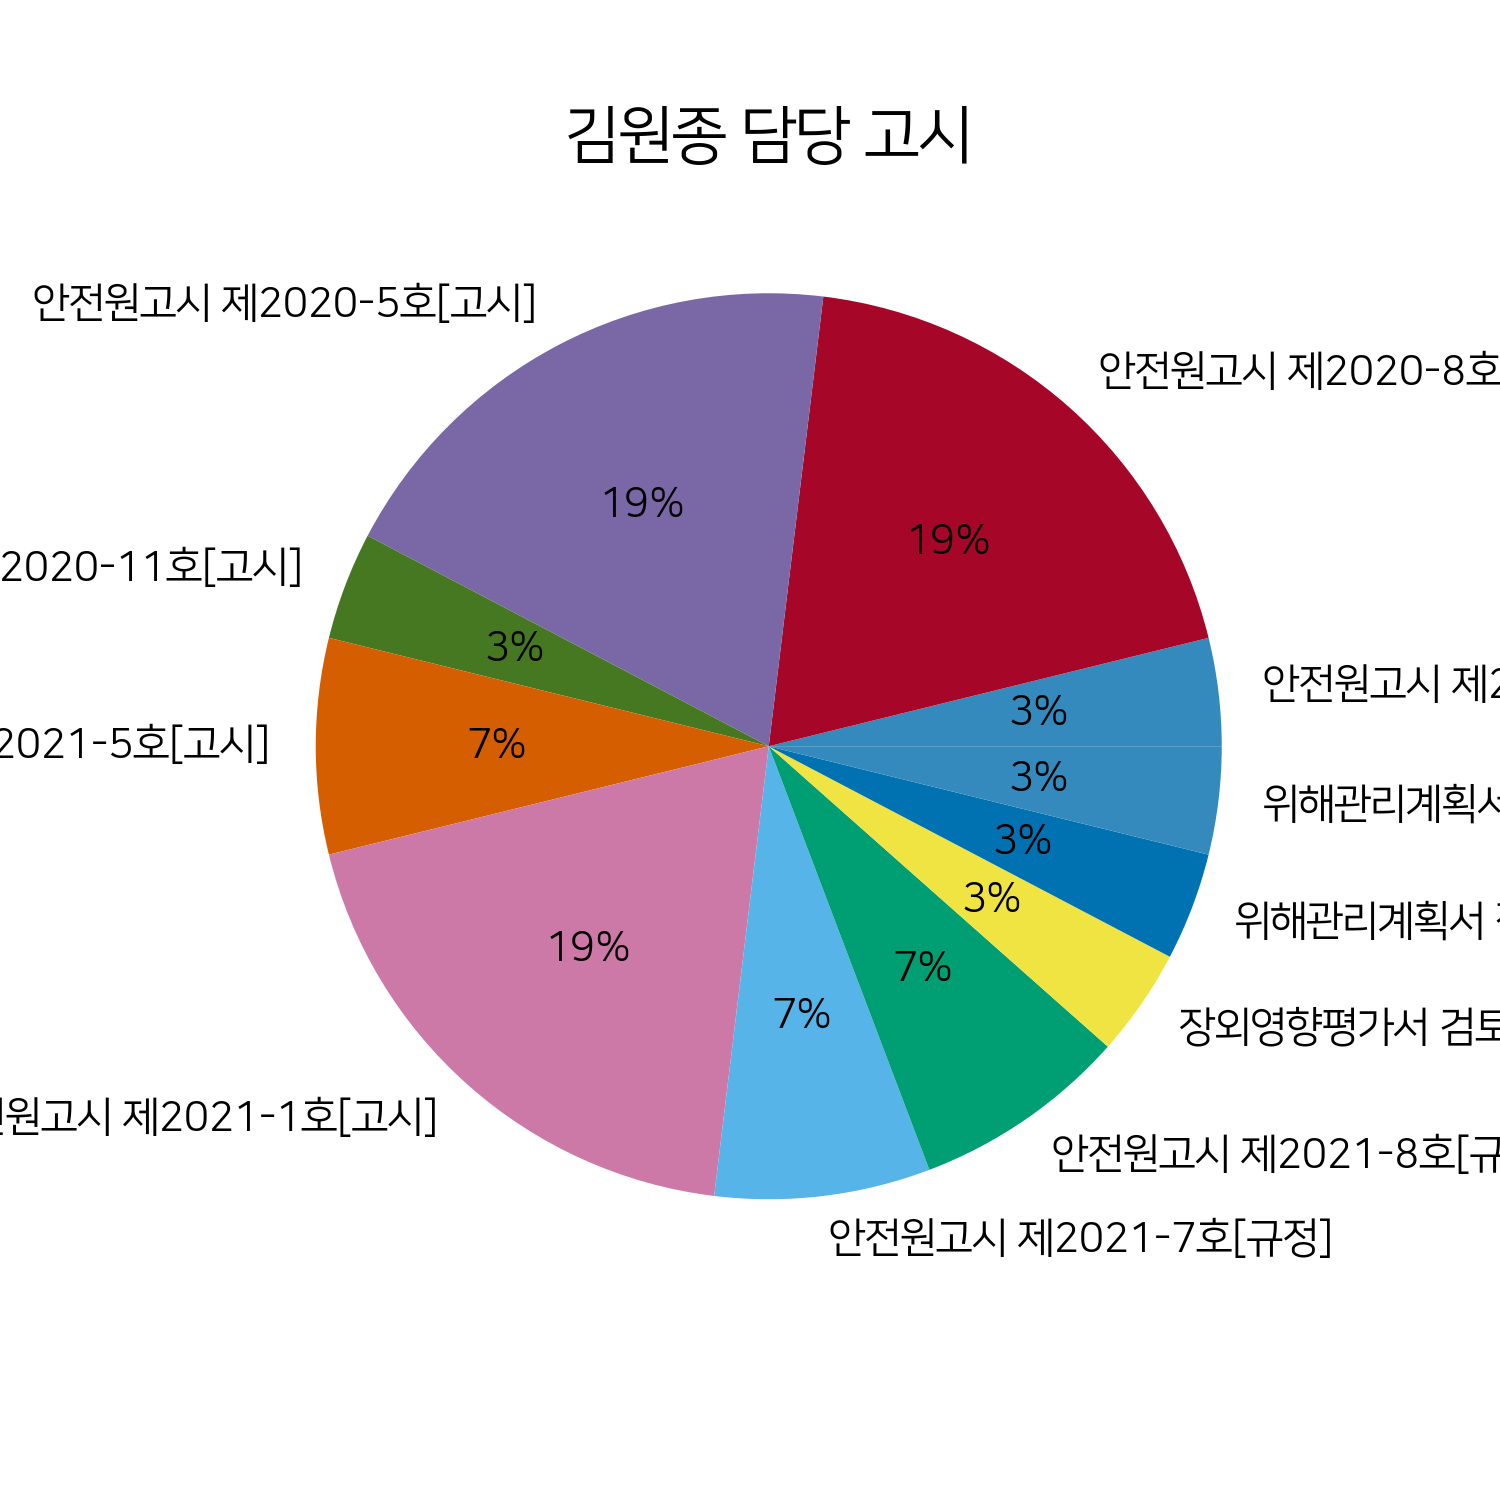 김원종 담당 고시
안전원고시 제2020-5호[고시]
안전원고시 제2020-8호
19%
19%
2020-11호[고시]
3%
안전원고시 제2
3%
2021-5호[고시]
7%
3%
위해관리계획서
3%
3%
위해관리계획서
7%
19%
장외영향평가서 검토
7%
원고시 제2021-1호[고시]
안전원고시 제2021-8호[규
안전원고시 제2021-7호[규정]